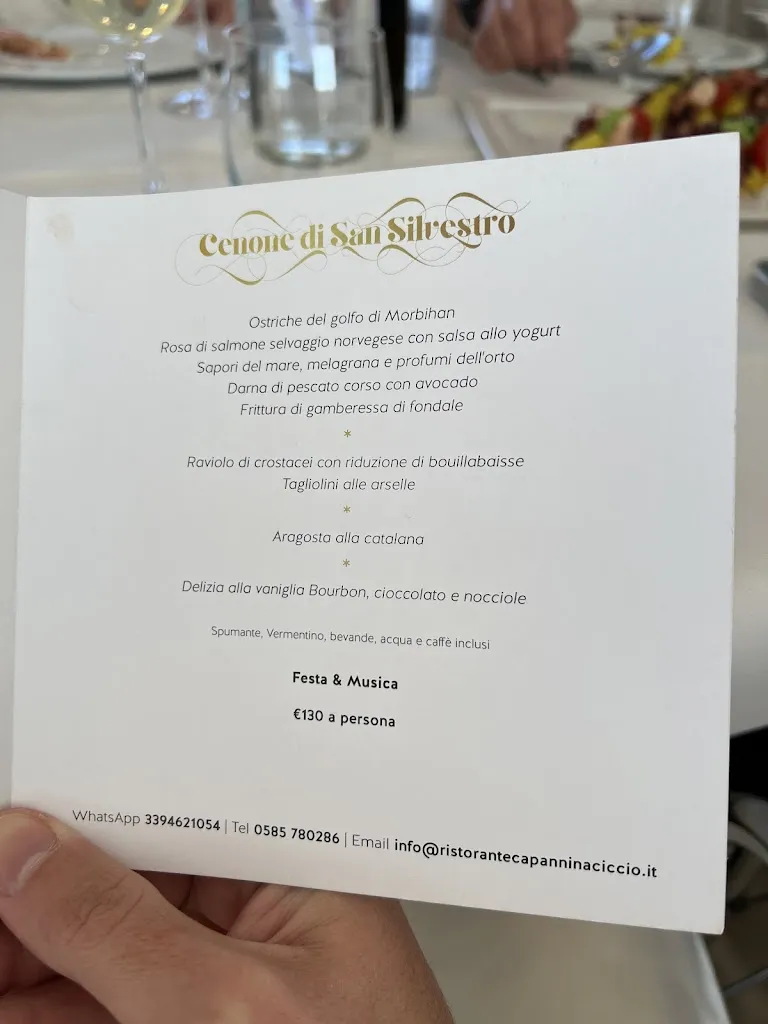 Cenone di San Silvestro
Ostriche del golfo di Morbihan
Rosa di salmone selvaggio norvegese con salsa allo yogurt
Sapori del mare, melagrana e profumi dell'orto
Darna di pescato corso con avocado
Frittura di gamberessa di fondale
*
Raviolo di crostacei con riduzione di bouillabaisse
Tagliolini alle arselle
*
Aragosta alla catalana
*
Delizia alla vaniglia Bourbon, cioccolato e nocciole
Spumante, Vermentino, bevande, acqua e caffè inclusi
Festa & Musica
€130 a persona
WhatsApp 3394621054 | Tel 0585 780286 | Email info@ristorantecapanninaciccio.it